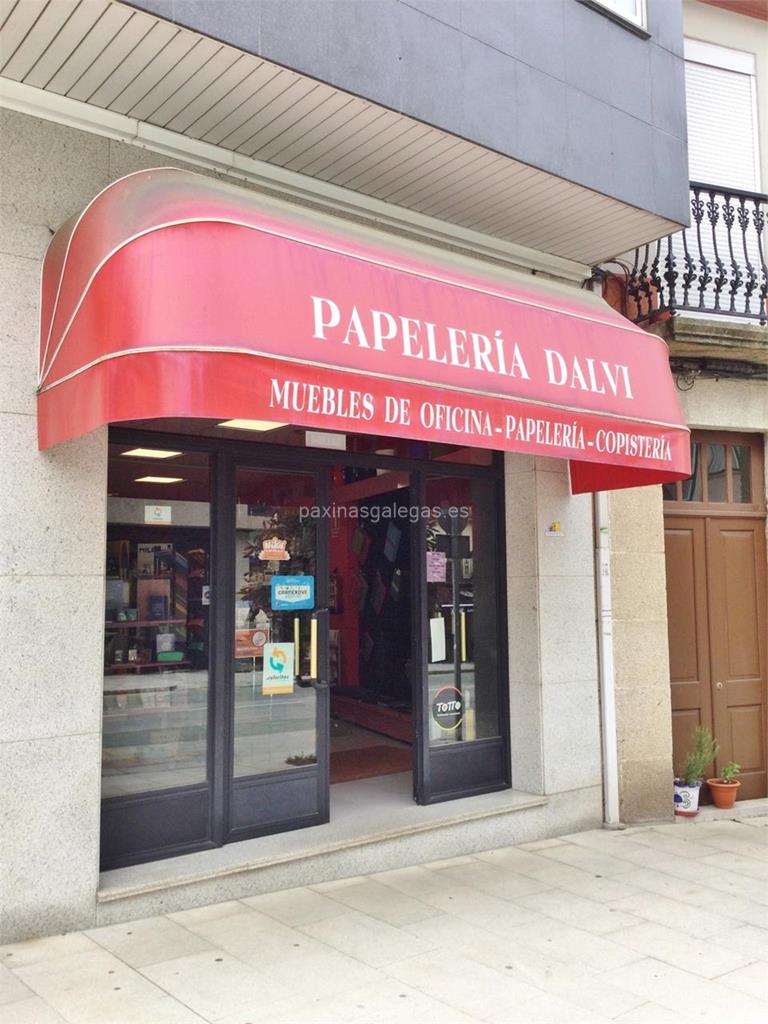 PAPELERÍA DALVI
MUEBLES DE OFICINA-PAPELERÍA-COPISTERÍA
paxinasgalegas.es
TOTTO